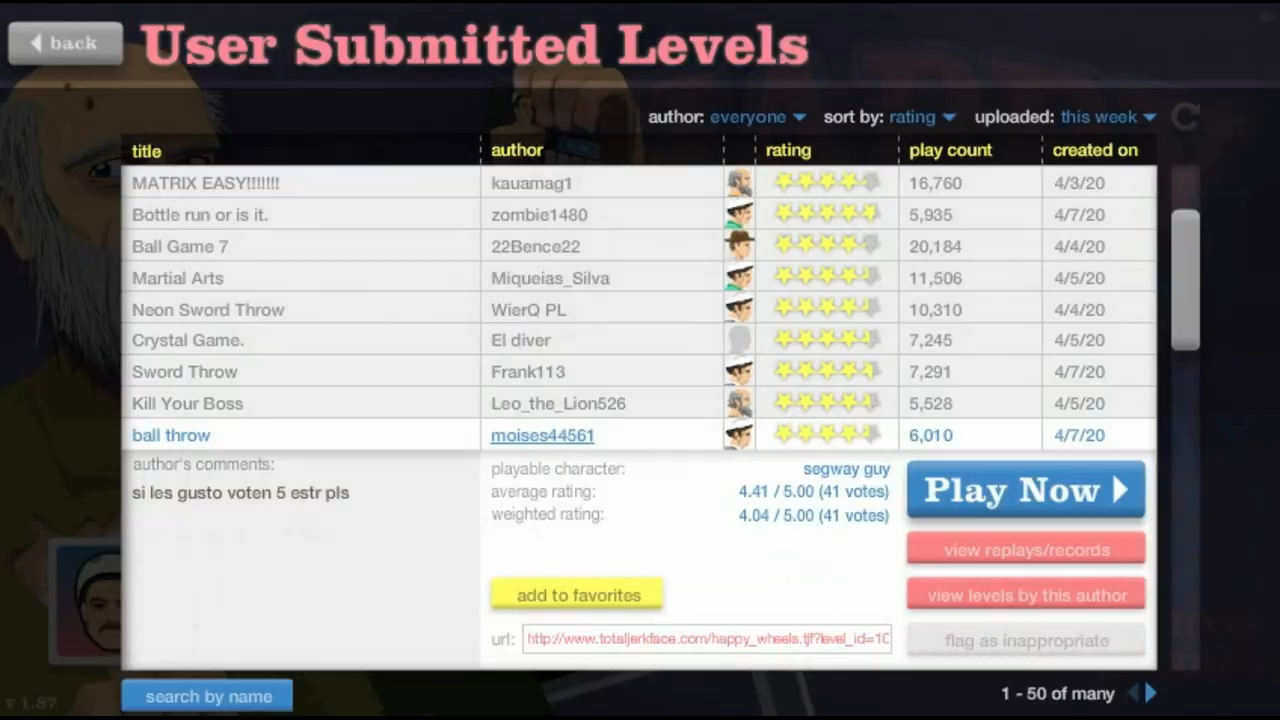 back
User Submitted Levels
author: everyone sort by: rating uploaded: this week
title author rating play count created on
MATRIX EASY!!!!!!! kauamag1 16,760 4/3/20
Bottle run or is it. zombie1480 5,935 4/7/20
Ball Game 7 22Bence22 20,184 4/4/20
Martial Arts Miqueias_Silva 11,506 4/5/20
Neon Sword Throw WierQ PL 10,310 4/4/20
Crystal Game. El diver 7,245 4/5/20
Sword Throw Frank113 7,291 4/7/20
Kill Your Boss Leo_the_Lion526 5,528 4/5/20
ball throw moises44561 6,010 4/7/20
author's comments:
si les gusto voten 5 estr pls
playable character: segway guy
average rating: 4.41 / 5.00 (41 votes)
weighted rating: 4.04 / 5.00 (41 votes)
Play Now
view replays/records
add to favorites
view levels by this author
url: http://www.totaljerkface.com/happy_wheels.tjf?level_id=10
flag as inappropriate
v 1.87
search by name
1 - 50 of many